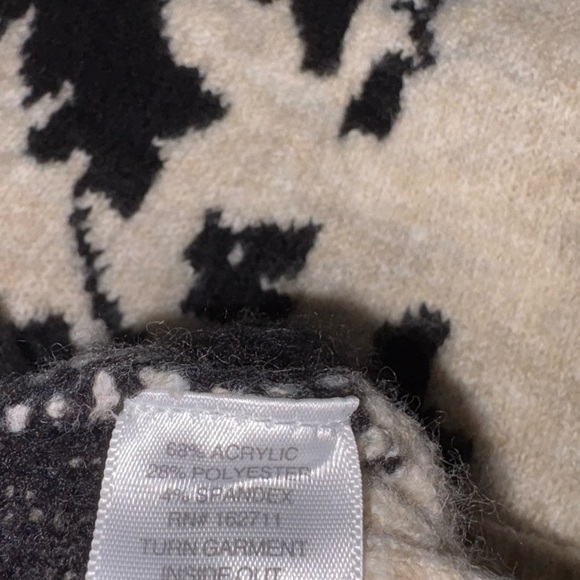 68% ACRYLIC
28% POLYESTER
4% SPANDEX
RN# 162711
TURN GARMENT
INSIDE OUT